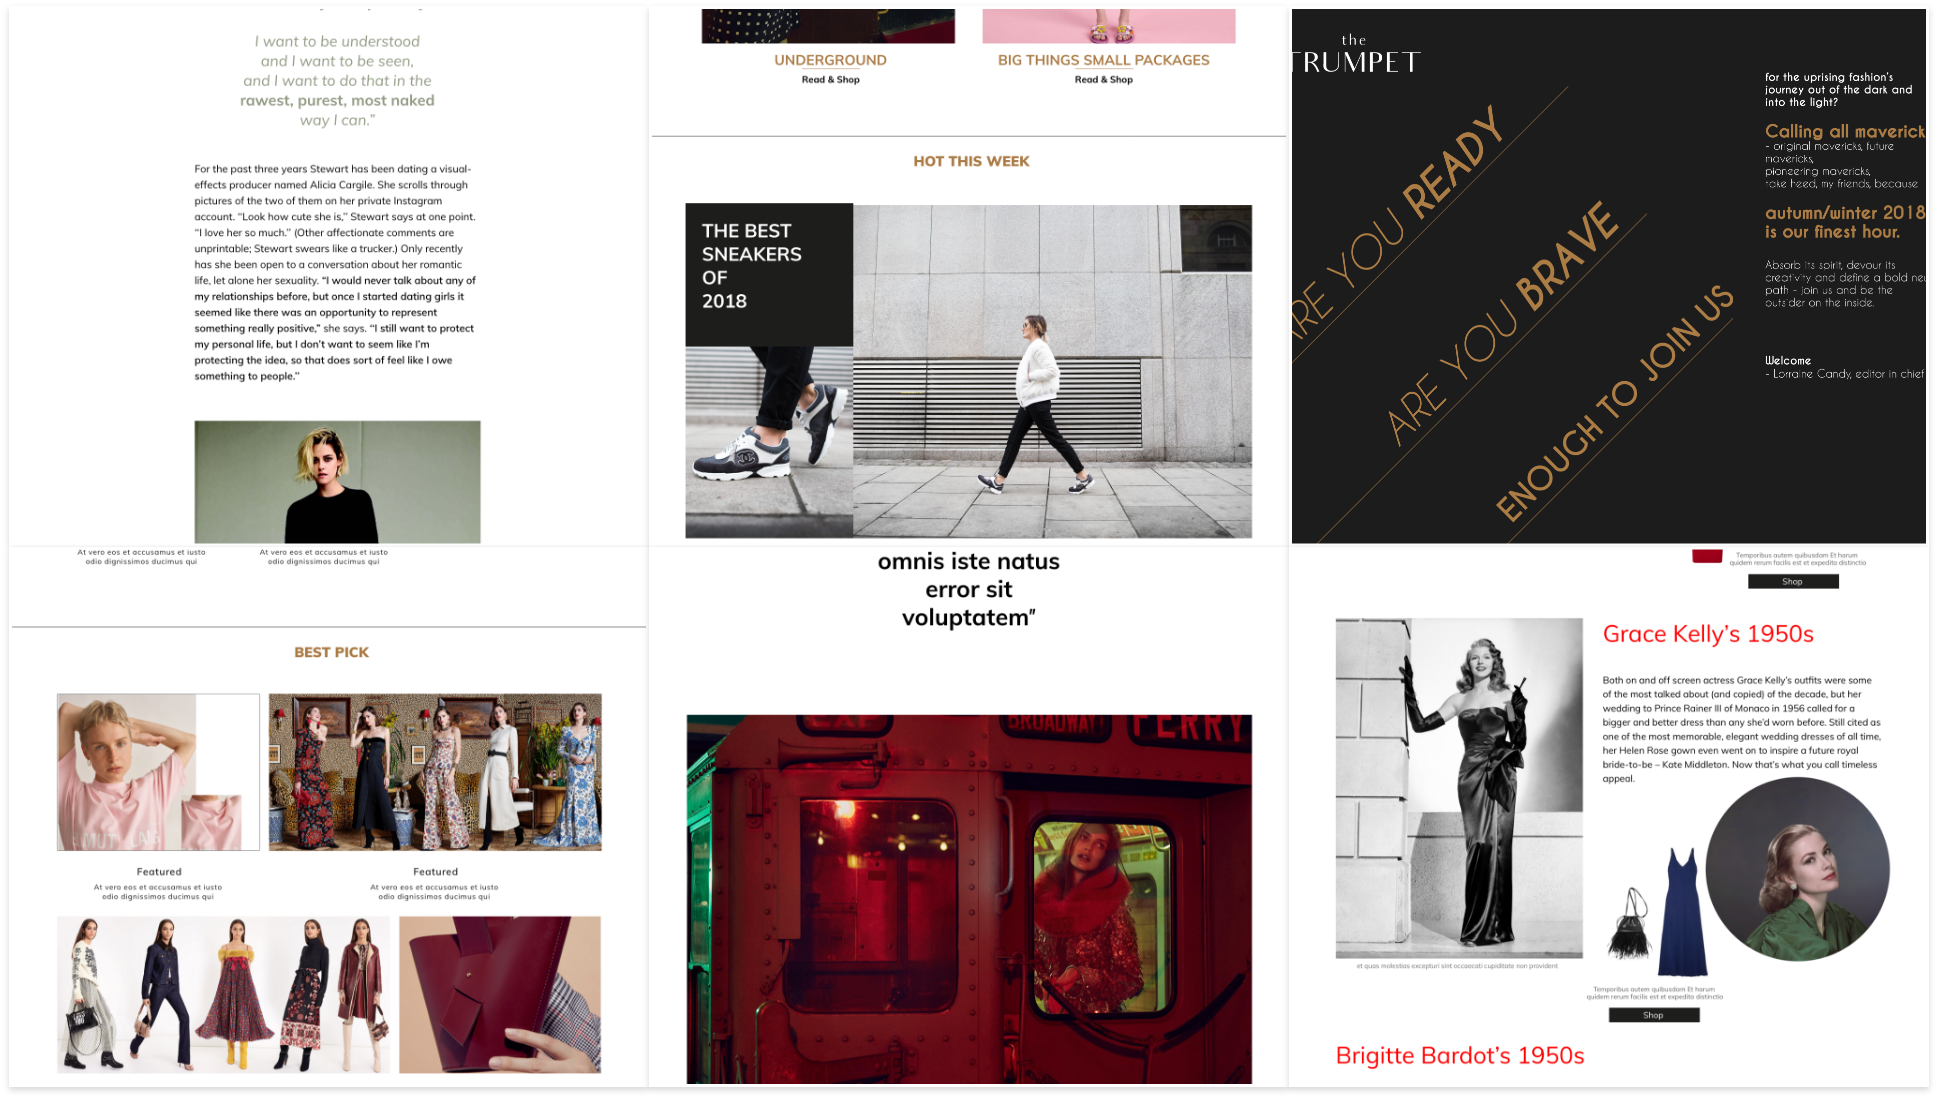 I want to be understood
and I want to be seen,
and I want to do that in the
rawest, purest, most naked
way I can.”
For the past three years Stewart has been dating a visual-
effects producer named Alicia Cargile. She scrolls through
pictures of the two of them on her private Instagram
account. “Look how cute she is,” Stewart says at one point.
“I love her so much.” (Other affectionate comments are
unprintable; Stewart swears like a trucker.) Only recently
has she been open to a conversation about her romantic
life, let alone her sexuality. “I would never talk about any of
my relationships before, but once I started dating girls it
seemed like there was an opportunity to represent
something really positive,” she says. “I still want to protect
my personal life, but I don’t want to seem like I’m
protecting the idea, so that does sort of feel like I owe
something to people.”
UNDERGROUND
Read & Shop
BIG THINGS SMALL PACKAGES
Read & Shop
HOT THIS WEEK
THE BEST
SNEAKERS
OF
2018
the
TRUMPET
ARE YOU READY
ARE YOU BRAVE
ENOUGH TO JOIN US
for the uprising fashion's
journey out of the dark and
into the light?
Calling all maverick
- original mavericks, future
mavericks,
pioneering mavericks,
take heed, my friends, because
autumn/winter 2018
is our finest hour.
Absorb its spirit, devour its
creativity and define a bold ne
path - join us and be the
outsider on the inside.
Welcome
- Lorraine Candy, editor in chief
At vero eos et accusamus et iusto
odio dignissimos ducimus qui
At vero eos et accusamus et iusto
odio dignissimos ducimus qui
BEST PICK
Featured
At vero eos et accusamus et iusto
odio dignissimos ducimus qui
Featured
At vero eos et accusamus et iusto
odio dignissimos ducimus qui
omnis iste natus
error sit
voluptatem”
BROADWAY
FERRY
Temporibus autem quibusdam Et harum
quidem rerum facilis est et expedita distinctio
Shop
Grace Kelly’s 1950s
Both on and off screen actress Grace Kelly’s outfits were some
of the most talked about (and copied) of the decade, but her
wedding to Prince Rainer III of Monaco in 1956 called for a
bigger and better dress than any she’d worn before. Still cited as
one of the most memorable, elegant wedding dresses of all time,
her Helen Rose gown even went on to inspire a future royal
bride-to-be – Kate Middleton. Now that’s what you call timeless
appeal.
et quas molestias excepturi sint occaecati cupiditate non provident
Temporibus autem quibusdam Et harum
quidem rerum facilis est et expedita distinctio
Shop
Brigitte Bardot’s 1950s